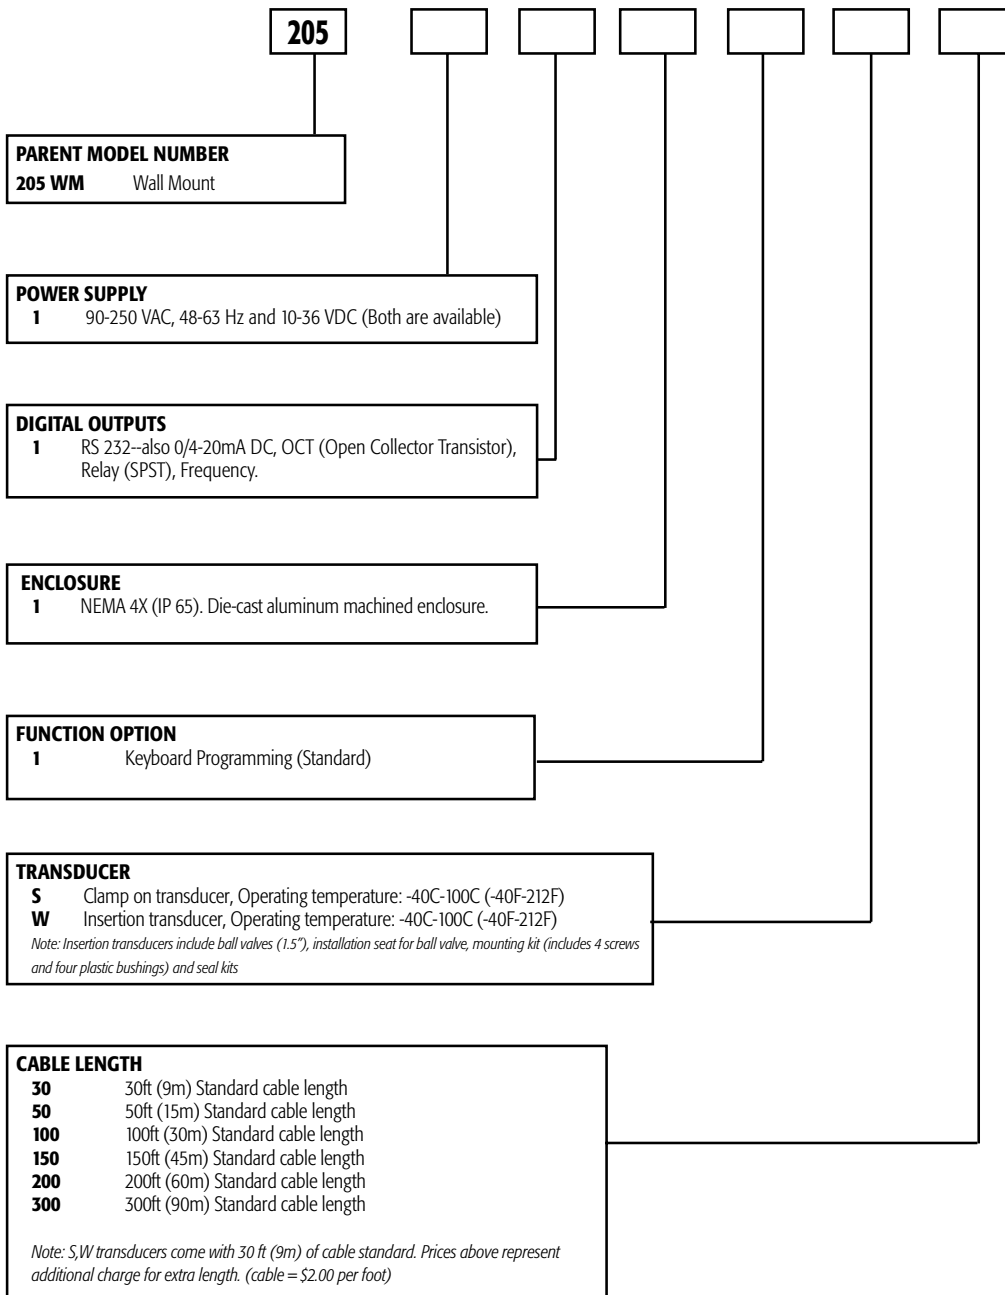 205
PARENT MODEL NUMBER
205 WM Wall Mount
POWER SUPPLY
1 90-250 VAC, 48-63 Hz and 10-36 VDC (Both are available)
DIGITAL OUTPUTS
1 RS 232--also 0/4-20mA DC, OCT (Open Collector Transistor),
Relay (SPST), Frequency.
ENCLOSURE
1 NEMA 4X (IP 65). Die-cast aluminum machined enclosure.
FUNCTION OPTION
1 Keyboard Programming (Standard)
TRANSDUCER
S Clamp on transducer, Operating temperature: -40C-100C (-40F-212F)
W Insertion transducer, Operating temperature: -40C-100C (-40F-212F)
Note: Insertion transducers include ball valves (1.5"), installation seat for ball valve, mounting kit (includes 4 screws
and four plastic bushings) and seal kits
CABLE LENGTH
30 30ft (9m) Standard cable length
50 50ft (15m) Standard cable length
100 100ft (30m) Standard cable length
150 150ft (45m) Standard cable length
200 200ft (60m) Standard cable length
300 300ft (90m) Standard cable length
Note: S,W transducers come with 30 ft (9m) of cable standard. Prices above represent
additional charge for extra length. (cable = $2.00 per foot)